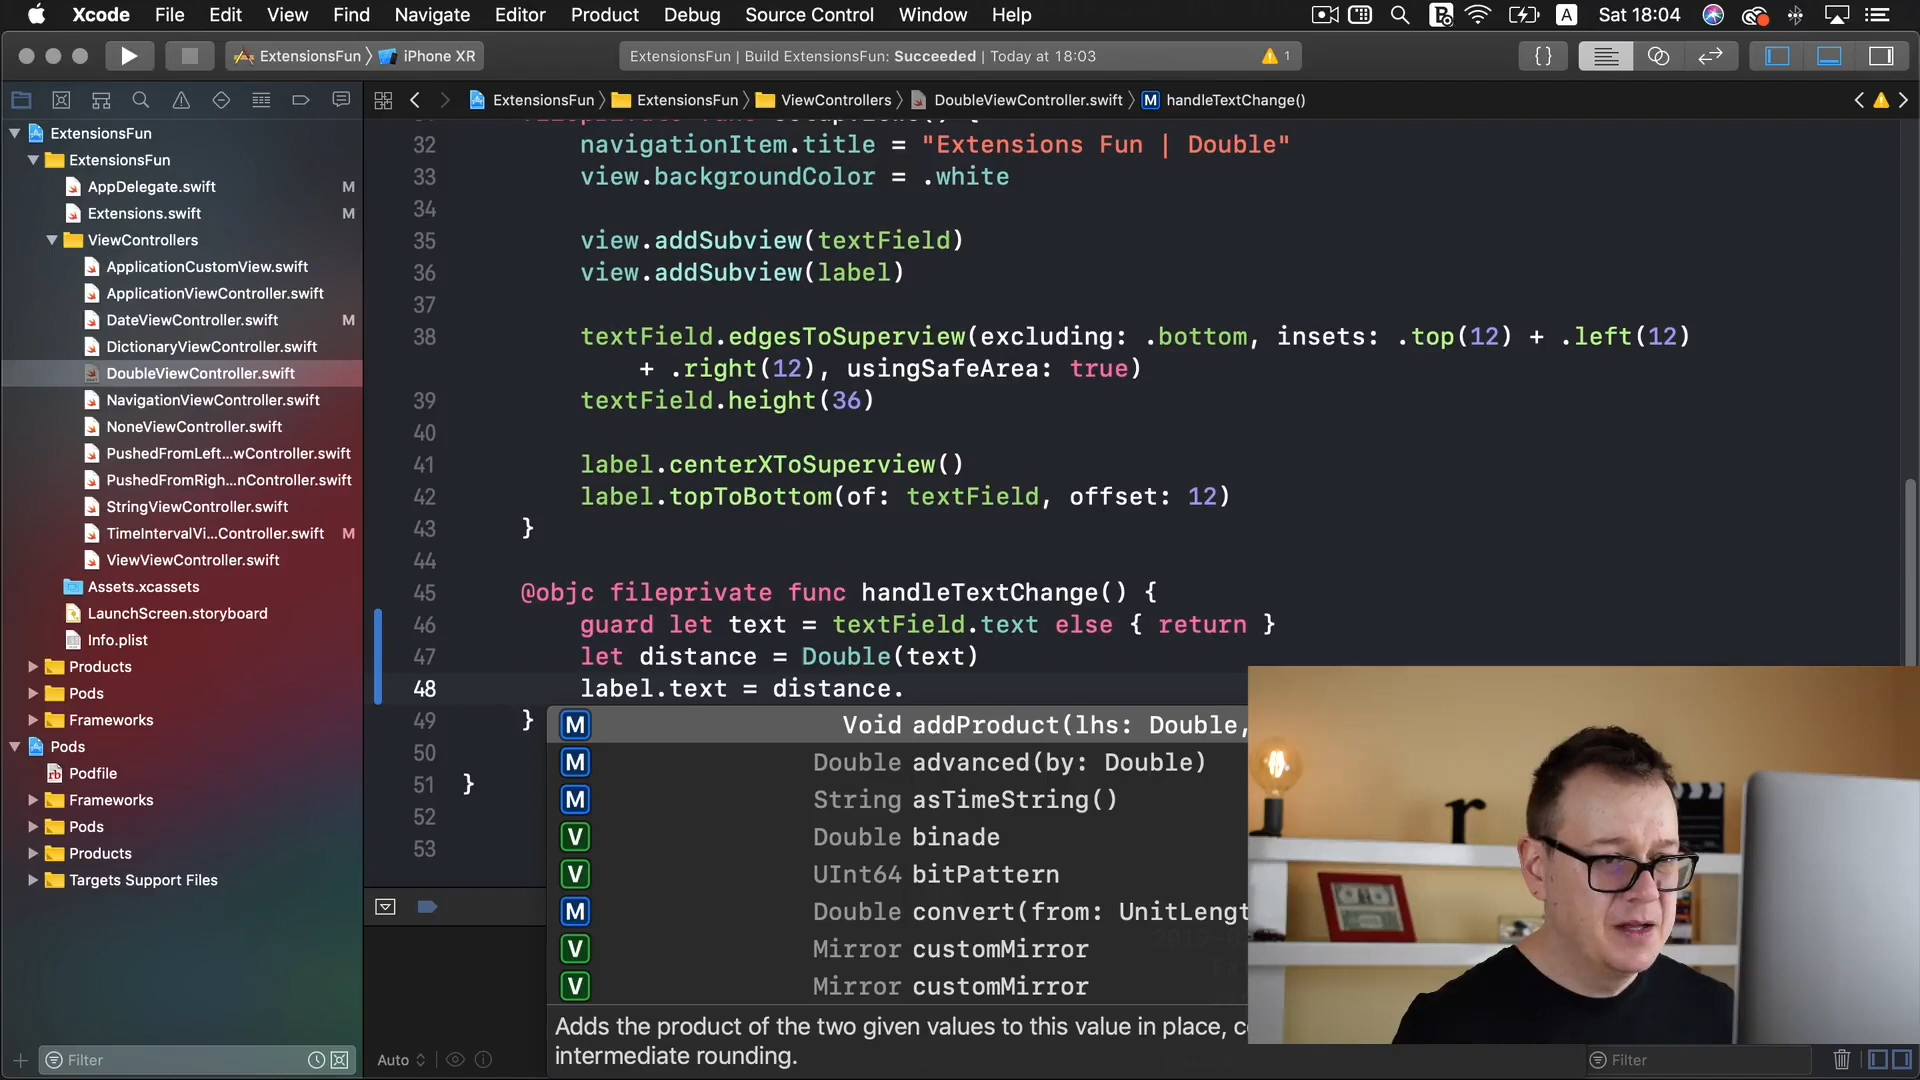 Xcode File Edit View Find Navigate Editor Product Debug Source Control Window Help A Sat 18:04
ExtensionsFun iPhone XR
ExtensionsFun | Build ExtensionsFun: Succeeded | Today at 18:03
1
{}
ExtensionsFun ExtensionsFun ViewControllers DoubleViewController.swift M handleTextChange()
ExtensionsFun
ExtensionsFun
AppDelegate.swift M
Extensions.swift M
ViewControllers
ApplicationCustomView.swift
ApplicationViewController.swift
DateViewController.swift M
DictionaryViewController.swift
DoubleViewController.swift
NavigationViewController.swift
NoneViewController.swift
PushedFromLeft...wController.swift
PushedFromRigh...nController.swift
StringViewController.swift
TimeIntervalVi...Controller.swift M
ViewViewController.swift
Assets.xcassets
LaunchScreen.storyboard
Info.plist
Products
Pods
Frameworks
Pods
rb Podfile
Frameworks
Pods
Products
Targets Support Files
Filter
32 navigationItem.title = "Extensions Fun | Double"
33 view.backgroundColor = .white
34
35 view.addSubview(textField)
36 view.addSubview(label)
37
38 textField.edgesToSuperview(excluding: .bottom, insets: .top(12) + .left(12)
+ .right(12), usingSafeArea: true)
39 textField.height(36)
40
41 label.centerXToSuperview()
42 label.topToBottom(of: textField, offset: 12)
43 }
44
45 @objc fileprivate func handleTextChange() {
46 guard let text = textField.text else { return }
47 let distance = Double(text)
48 label.text = distance.
49 }
50
51 }
52
53
M Void addProduct(lhs: Double,
M Double advanced(by: Double)
M String asTimeString()
V Double binade
V UInt64 bitPattern
M Double convert(from: UnitLengt
V Mirror customMirror
V Mirror customMirror
Adds the product of the two given values to this value in place, c
intermediate rounding.
Auto
Filter
r